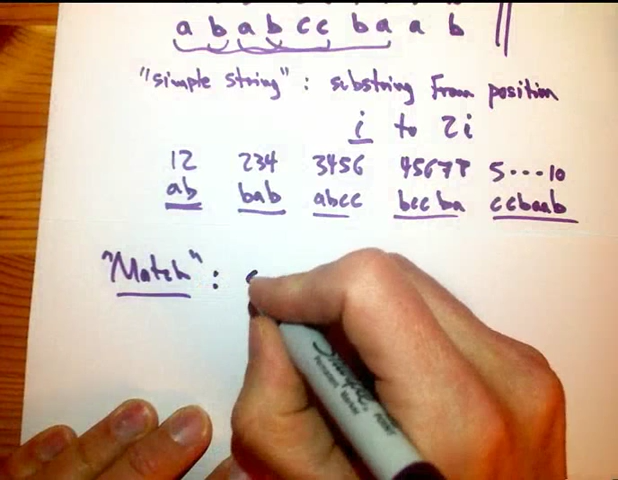 a b a b c c b a a b
"simple string" : substring from position
i to 2i
12 234 3456 45678 5...10
ab bab abcc bccba ccbaab
"Match" :